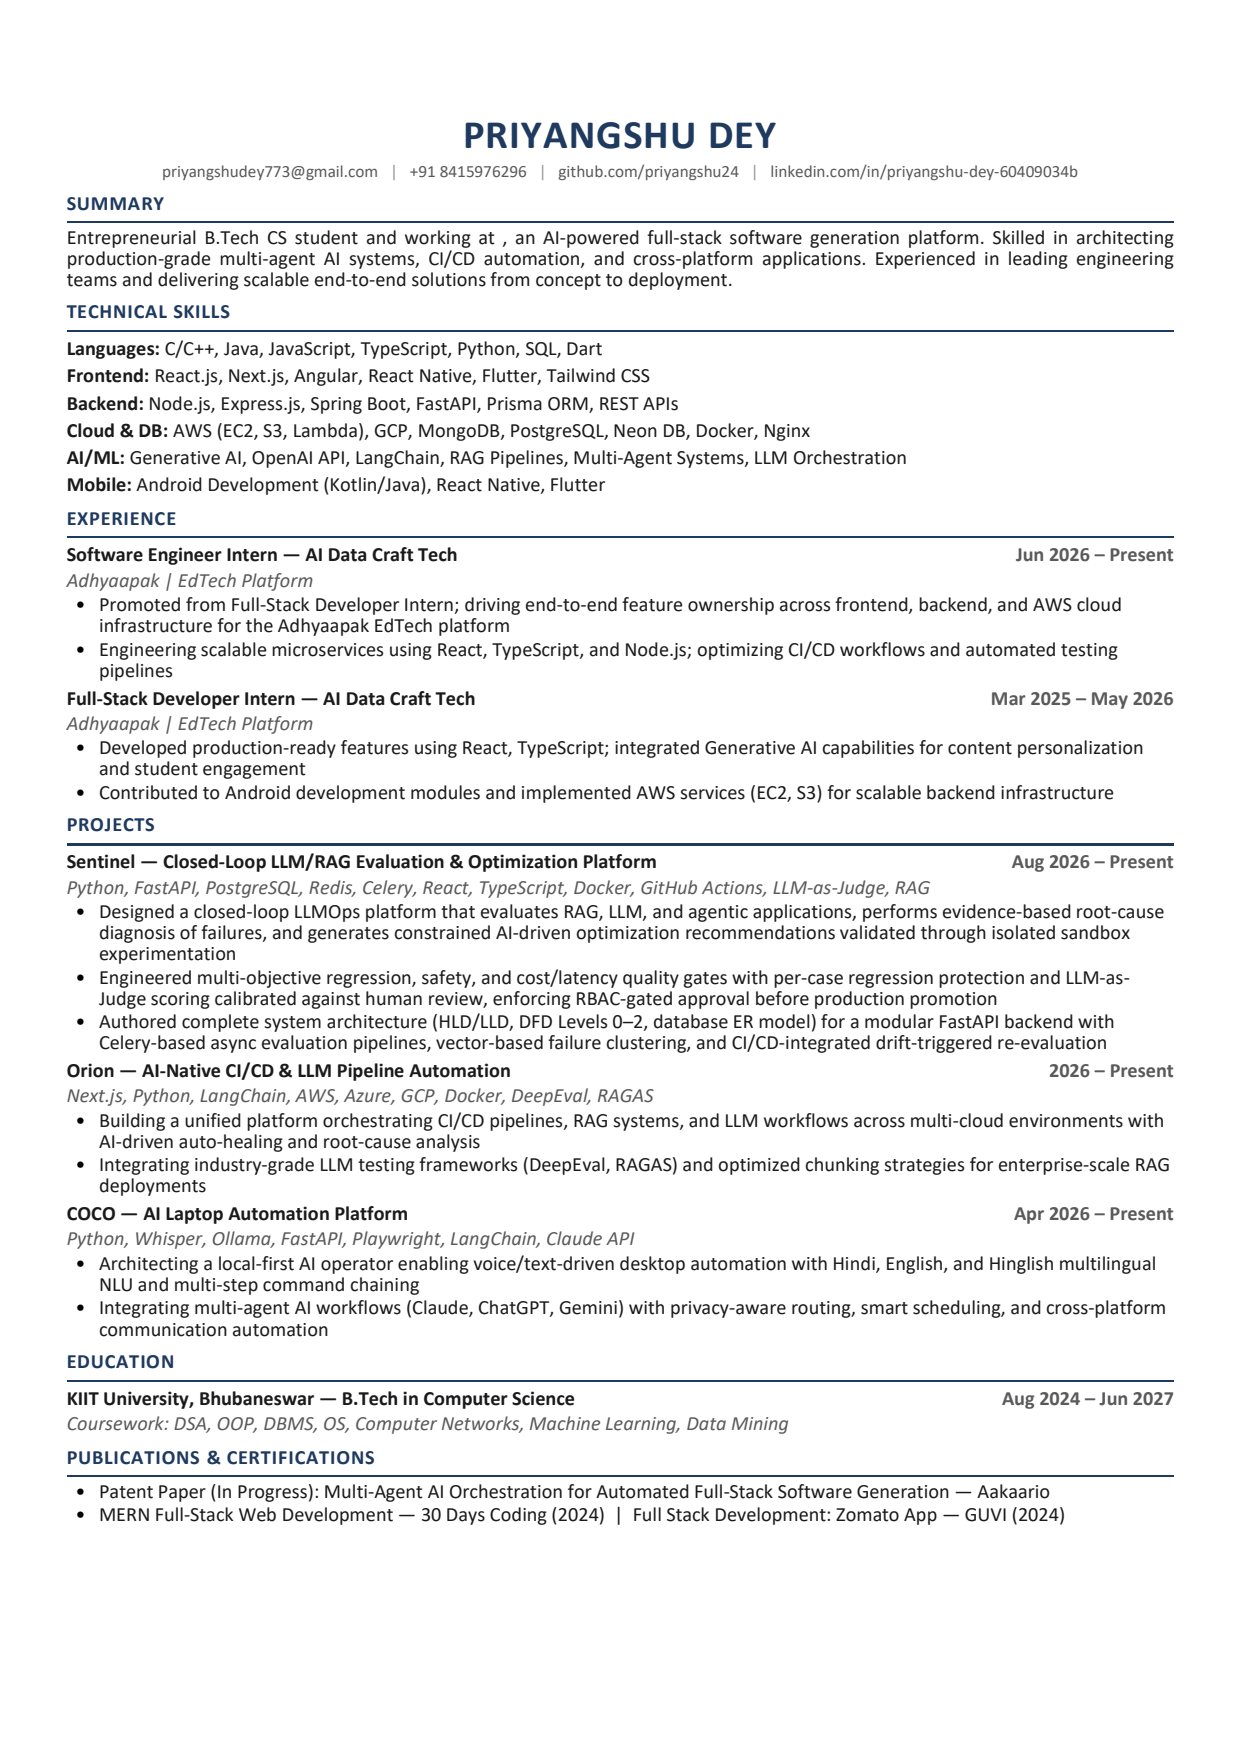 PRIYANGSHU DEY
priyangshudey773@gmail.com | +91 8415976296 | github.com/priyangshu24 | linkedin.com/in/priyangshu-dey-60409034b
SUMMARY
Entrepreneurial B.Tech CS student and working at , an AI-powered full-stack software generation platform. Skilled in architecting
production-grade multi-agent AI systems, CI/CD automation, and cross-platform applications. Experienced in leading engineering
teams and delivering scalable end-to-end solutions from concept to deployment.
TECHNICAL SKILLS
Languages: C/C++, Java, JavaScript, TypeScript, Python, SQL, Dart
Frontend: React.js, Next.js, Angular, React Native, Flutter, Tailwind CSS
Backend: Node.js, Express.js, Spring Boot, FastAPI, Prisma ORM, REST APIs
Cloud & DB: AWS (EC2, S3, Lambda), GCP, MongoDB, PostgreSQL, Neon DB, Docker, Nginx
AI/ML: Generative AI, OpenAI API, LangChain, RAG Pipelines, Multi-Agent Systems, LLM Orchestration
Mobile: Android Development (Kotlin/Java), React Native, Flutter
EXPERIENCE
Software Engineer Intern — AI Data Craft Tech Jun 2026 – Present
Adhyaapak | EdTech Platform
• Promoted from Full-Stack Developer Intern; driving end-to-end feature ownership across frontend, backend, and AWS cloud
infrastructure for the Adhyaapak EdTech platform
• Engineering scalable microservices using React, TypeScript, and Node.js; optimizing CI/CD workflows and automated testing
pipelines
Full-Stack Developer Intern — AI Data Craft Tech Mar 2025 – May 2026
Adhyaapak | EdTech Platform
• Developed production-ready features using React, TypeScript; integrated Generative AI capabilities for content personalization
and student engagement
• Contributed to Android development modules and implemented AWS services (EC2, S3) for scalable backend infrastructure
PROJECTS
Sentinel — Closed-Loop LLM/RAG Evaluation & Optimization Platform Aug 2026 – Present
Python, FastAPI, PostgreSQL, Redis, Celery, React, TypeScript, Docker, GitHub Actions, LLM-as-Judge, RAG
• Designed a closed-loop LLMOps platform that evaluates RAG, LLM, and agentic applications, performs evidence-based root-cause
diagnosis of failures, and generates constrained AI-driven optimization recommendations validated through isolated sandbox
experimentation
• Engineered multi-objective regression, safety, and cost/latency quality gates with per-case regression protection and LLM-as-
Judge scoring calibrated against human review, enforcing RBAC-gated approval before production promotion
• Authored complete system architecture (HLD/LLD, DFD Levels 0–2, database ER model) for a modular FastAPI backend with
Celery-based async evaluation pipelines, vector-based failure clustering, and CI/CD-integrated drift-triggered re-evaluation
Orion — AI-Native CI/CD & LLM Pipeline Automation 2026 – Present
Next.js, Python, LangChain, AWS, Azure, GCP, Docker, DeepEval, RAGAS
• Building a unified platform orchestrating CI/CD pipelines, RAG systems, and LLM workflows across multi-cloud environments with
AI-driven auto-healing and root-cause analysis
• Integrating industry-grade LLM testing frameworks (DeepEval, RAGAS) and optimized chunking strategies for enterprise-scale RAG
deployments
COCO — AI Laptop Automation Platform Apr 2026 – Present
Python, Whisper, Ollama, FastAPI, Playwright, LangChain, Claude API
• Architecting a local-first AI operator enabling voice/text-driven desktop automation with Hindi, English, and Hinglish multilingual
NLU and multi-step command chaining
• Integrating multi-agent AI workflows (Claude, ChatGPT, Gemini) with privacy-aware routing, smart scheduling, and cross-platform
communication automation
EDUCATION
KIIT University, Bhubaneswar — B.Tech in Computer Science Aug 2024 – Jun 2027
Coursework: DSA, OOP, DBMS, OS, Computer Networks, Machine Learning, Data Mining
PUBLICATIONS & CERTIFICATIONS
• Patent Paper (In Progress): Multi-Agent AI Orchestration for Automated Full-Stack Software Generation — Aakaario
• MERN Full-Stack Web Development — 30 Days Coding (2024) | Full Stack Development: Zomato App — GUVI (2024)